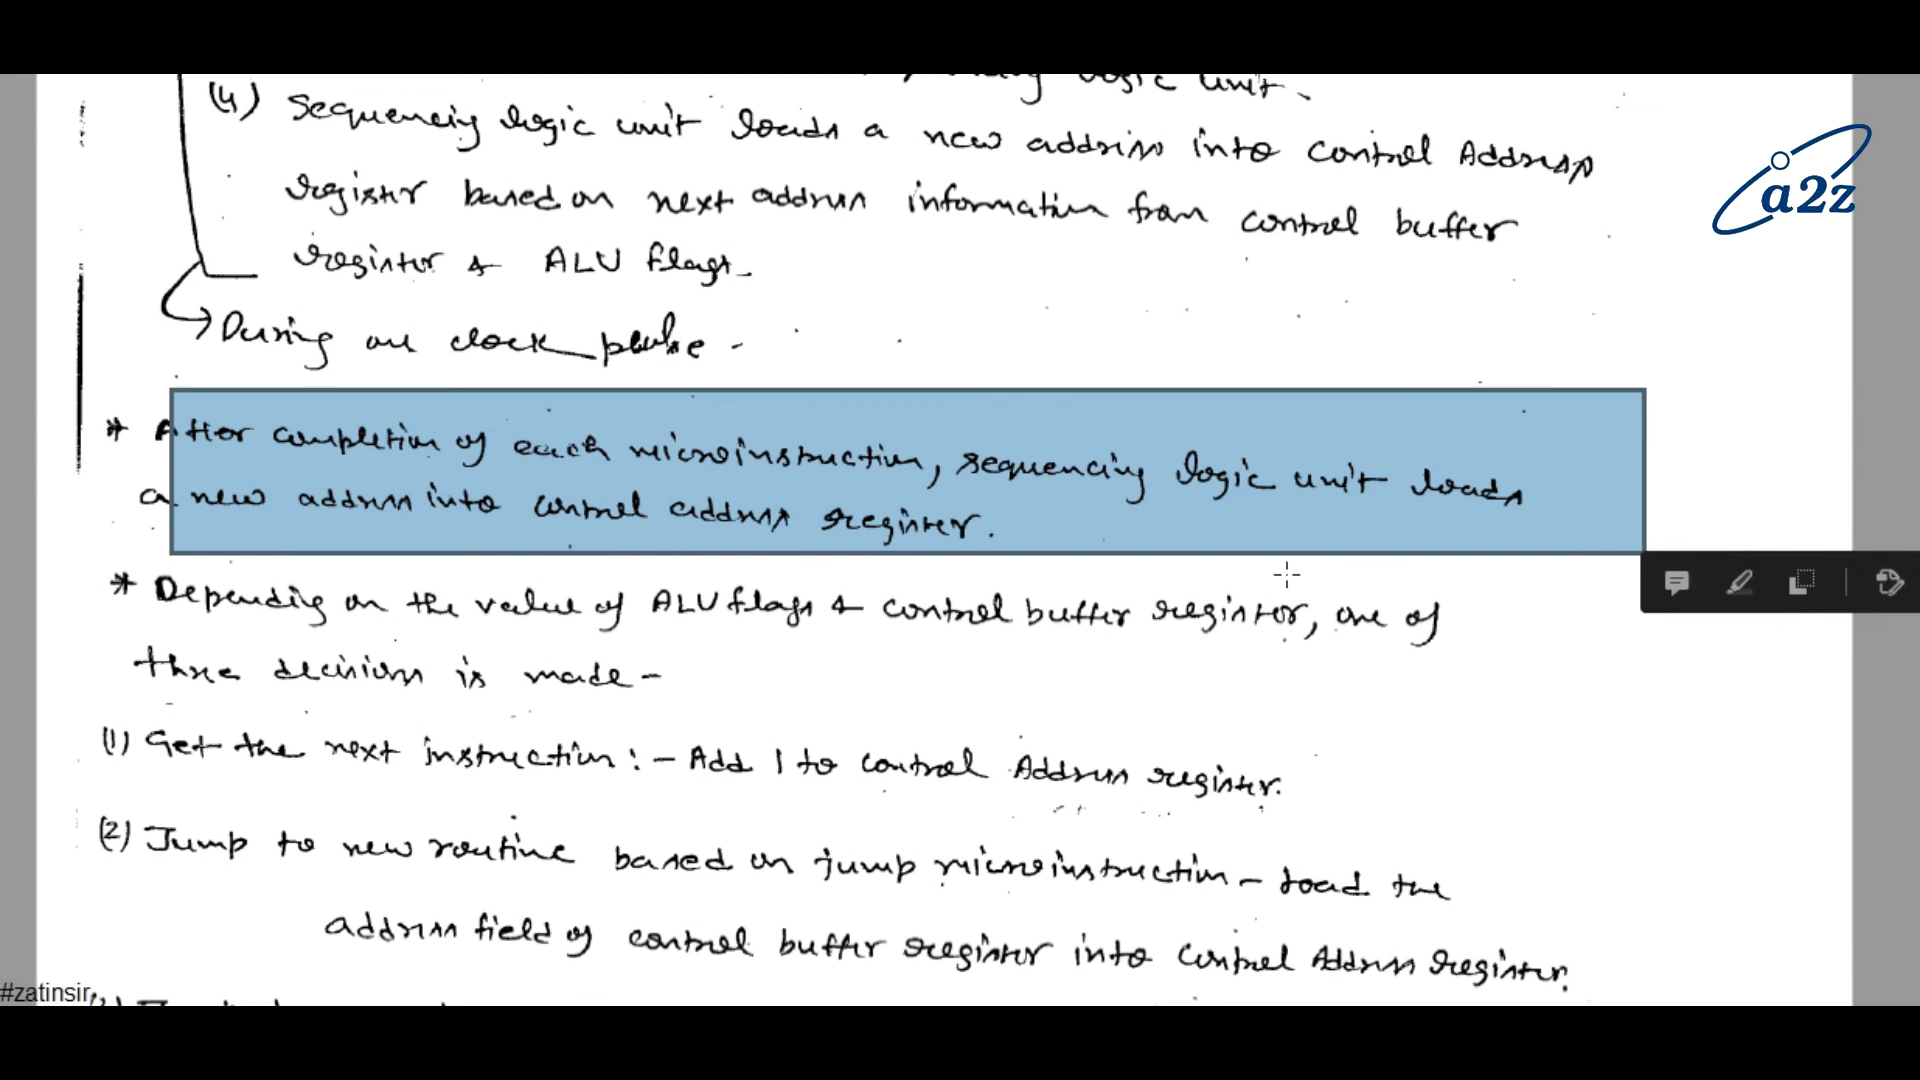 logic unit.
(4) Sequencing logic unit loads a new address into control Address
register based on next address information from control buffer
register & ALU flags.
→ During one clock pulse -
a2z
* After completion of each microinstruction, sequencing logic unit loads
a new address into control address register.
* Depending on the value of ALU flags & control buffer register, one of
three decisions is made -
(1) Get the next instruction :- Add 1 to control Address register.
(2) Jump to new routine based on jump microinstruction - Load the
address field of control buffer register into control Address register.
#zatinsir